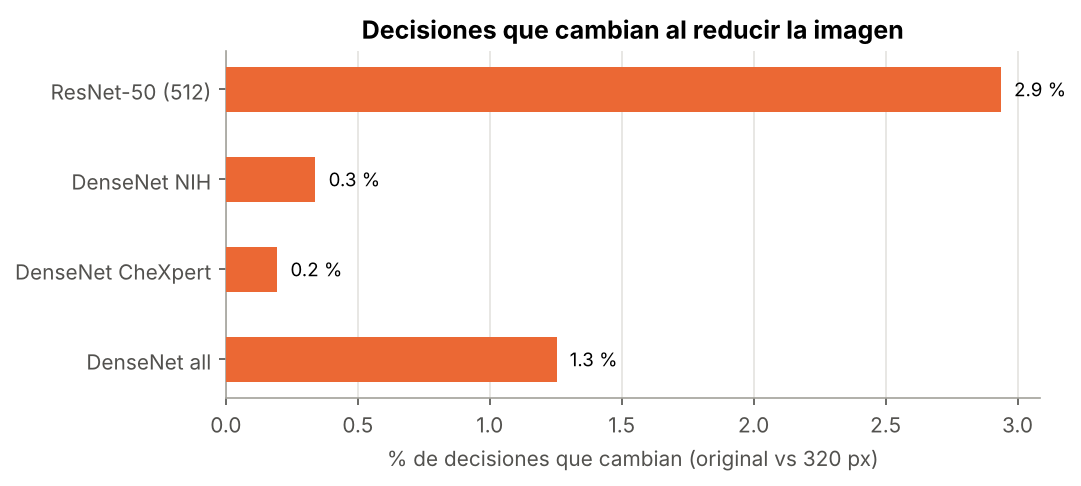 Decisiones que cambian al reducir la imagen
ResNet-50 (512)
2.9 %
DenseNet NIH
0.3 %
DenseNet CheXpert
0.2 %
DenseNet all
1.3 %
0.0 0.5 1.0 1.5 2.0 2.5 3.0
% de decisiones que cambian (original vs 320 px)